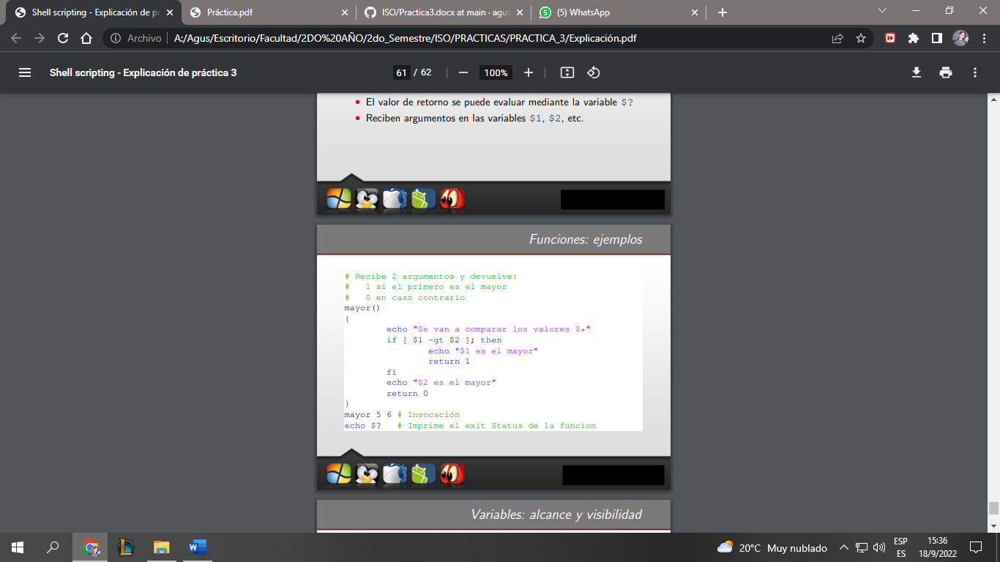 Shell scripting - Explicación de pr
Práctica.pdf
ISO/Practica3.docx at main · agus
(5) WhatsApp
Archivo
A:/Agus/Escritorio/Facultad/2DO%20AÑO/2do_Semestre/ISO/PRACTICAS/PRACTICA_3/Explicación.pdf
Shell scripting - Explicación de práctica 3
61 / 62
100%
El valor de retorno se puede evaluar mediante la variable $?
Reciben argumentos en las variables $1, $2, etc.
Funciones: ejemplos
# Recibe 2 argumentos y devuelve:
#   1 si el primero es el mayor
#   0 en caso contrario
mayor()
{
        echo "Se van a comparar los valores $*"
        if [ $1 -gt $2 ]; then
                echo "$1 es el mayor"
                return 1
        fi
        echo "$2 es el mayor"
        return 0
}
mayor 5 6 # Invocación
echo $?   # Imprime el exit Status de la funcion
Variables: alcance y visibilidad
20°C Muy nublado
ESP
ES
15:36
18/9/2022